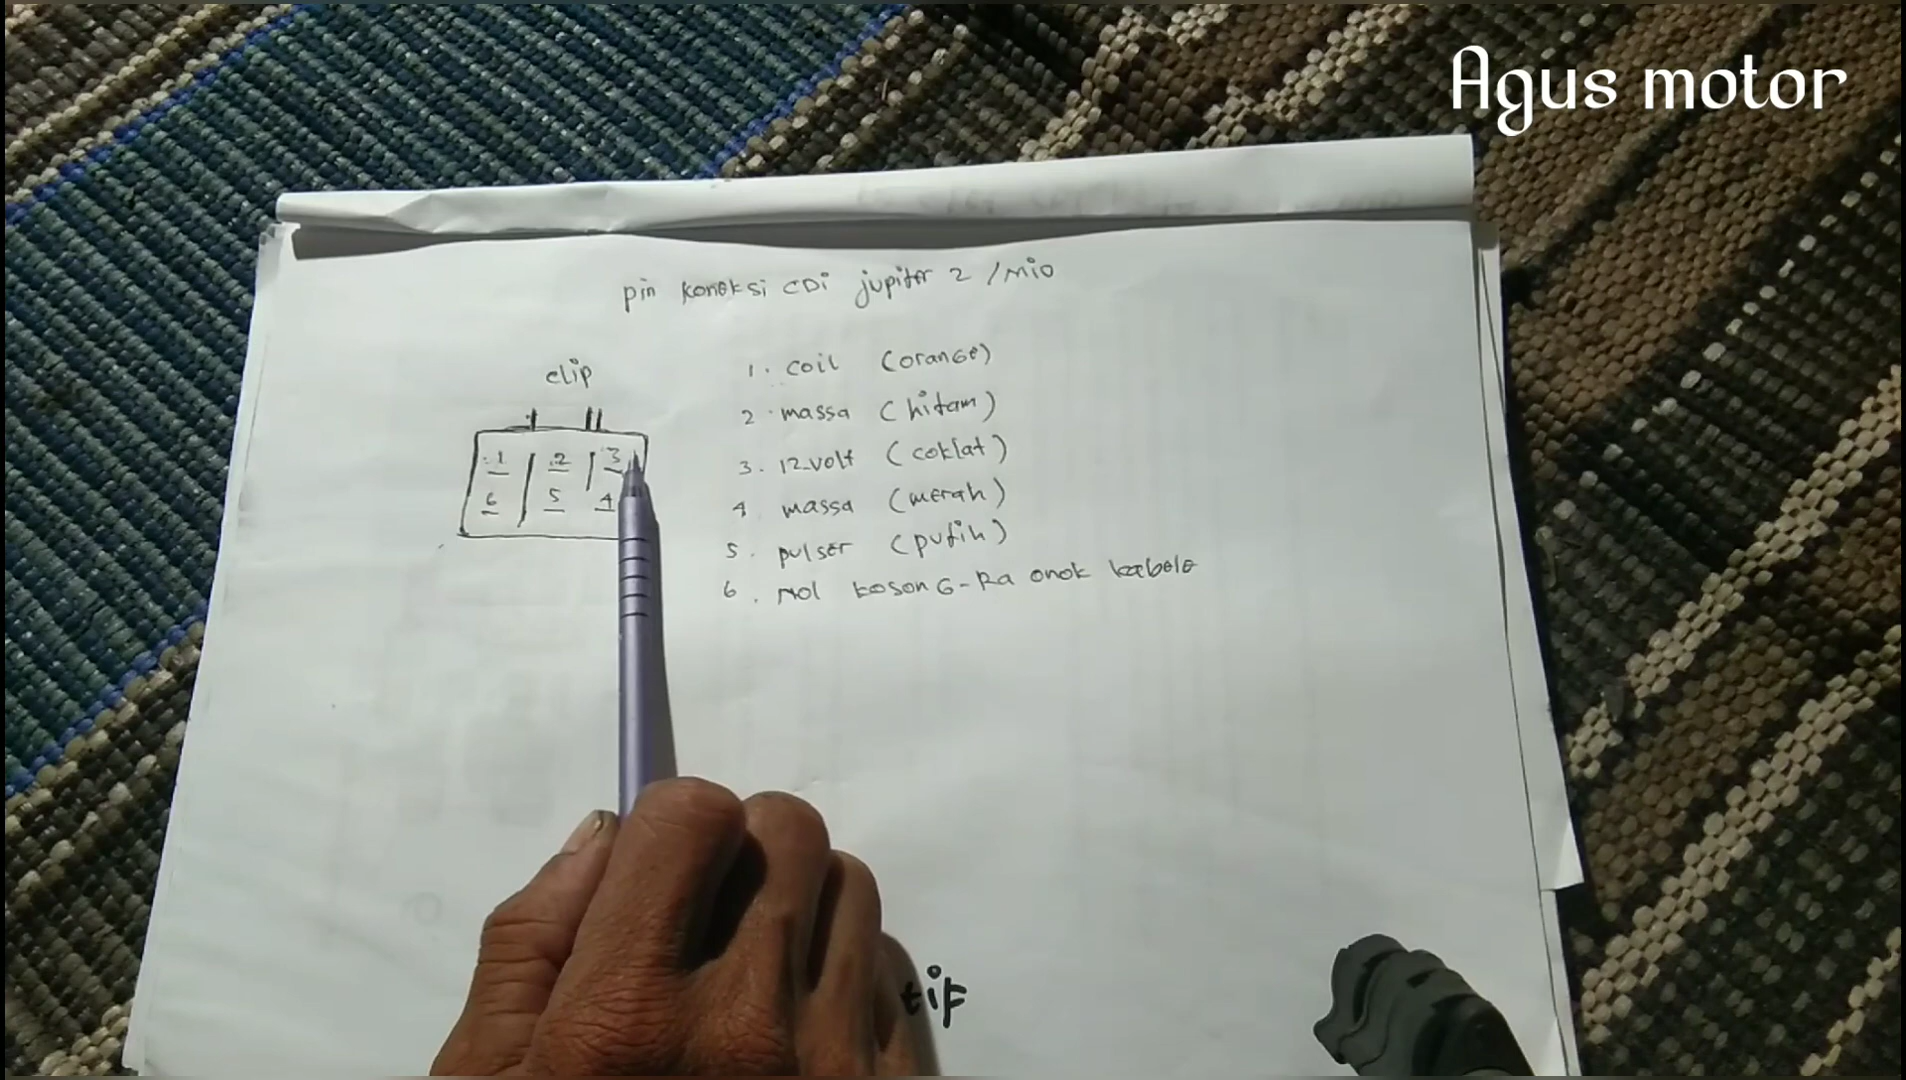 Agus motor
pin koneksi CDi jupiter 2 / Mio
clip
1 2 3
6 5 4
1. coil (orange)
2. massa (hitam)
3. 12.volt (coklat)
4 massa (merah)
5. pulser (putih)
6. Nol kosonG-Ra onok kabele
tif